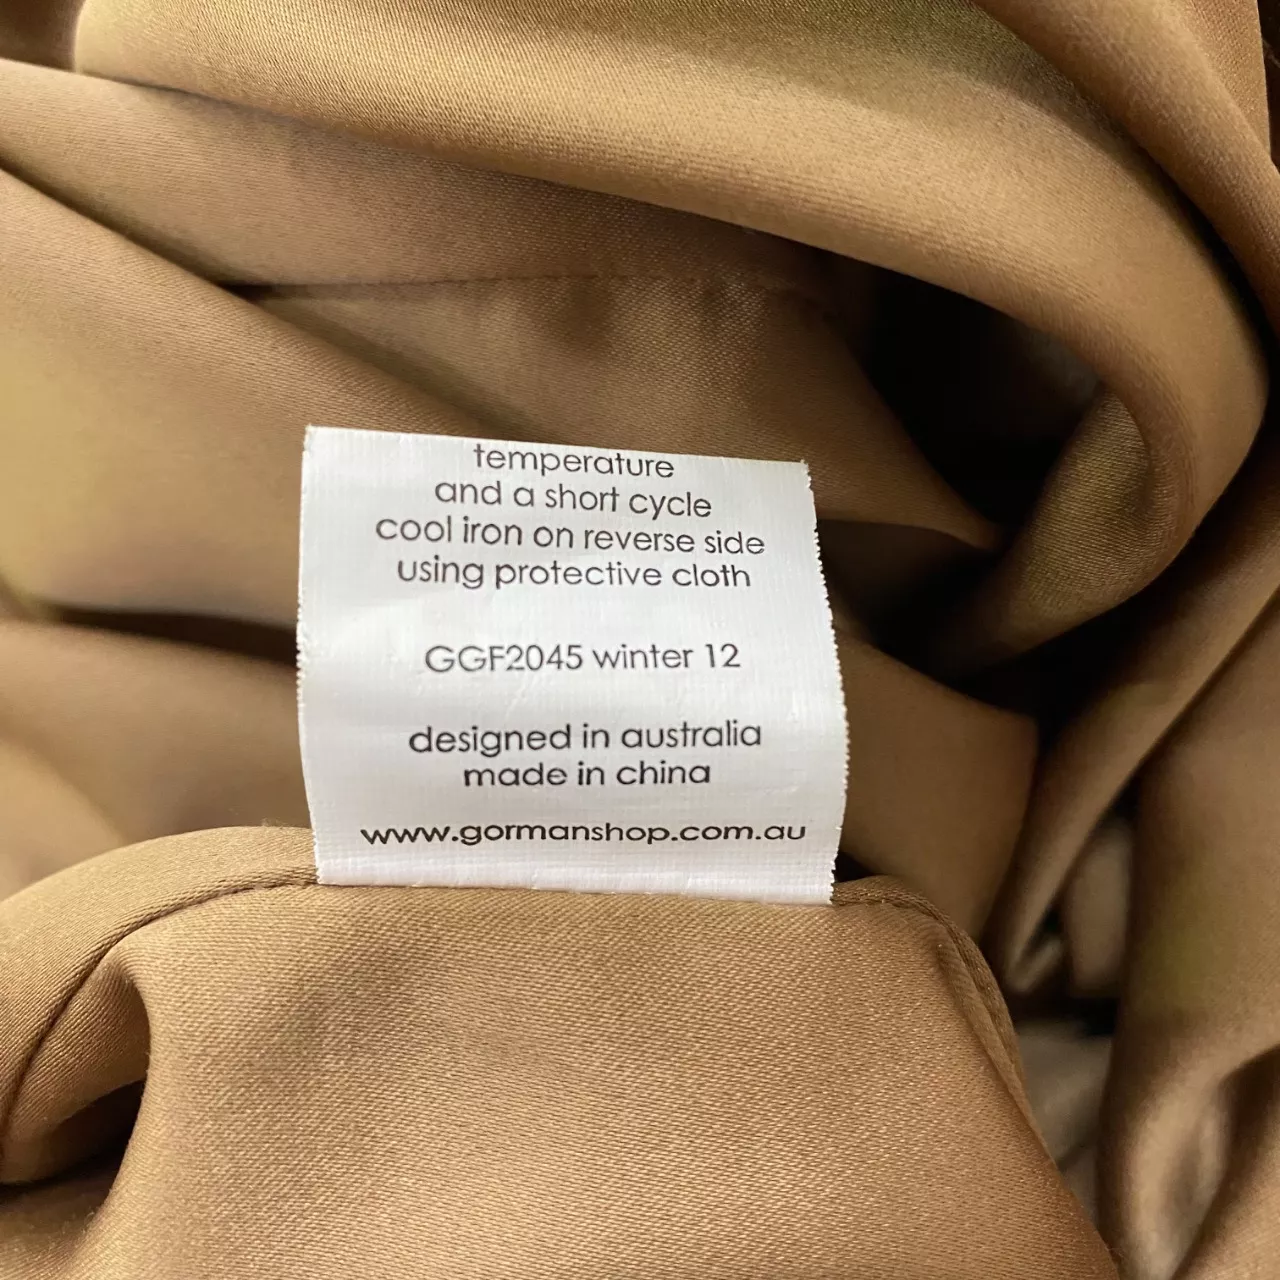 temperature
and a short cycle
cool iron on reverse side
using protective cloth
GGF2045 winter 12
designed in australia
made in china
www.gormanshop.com.au